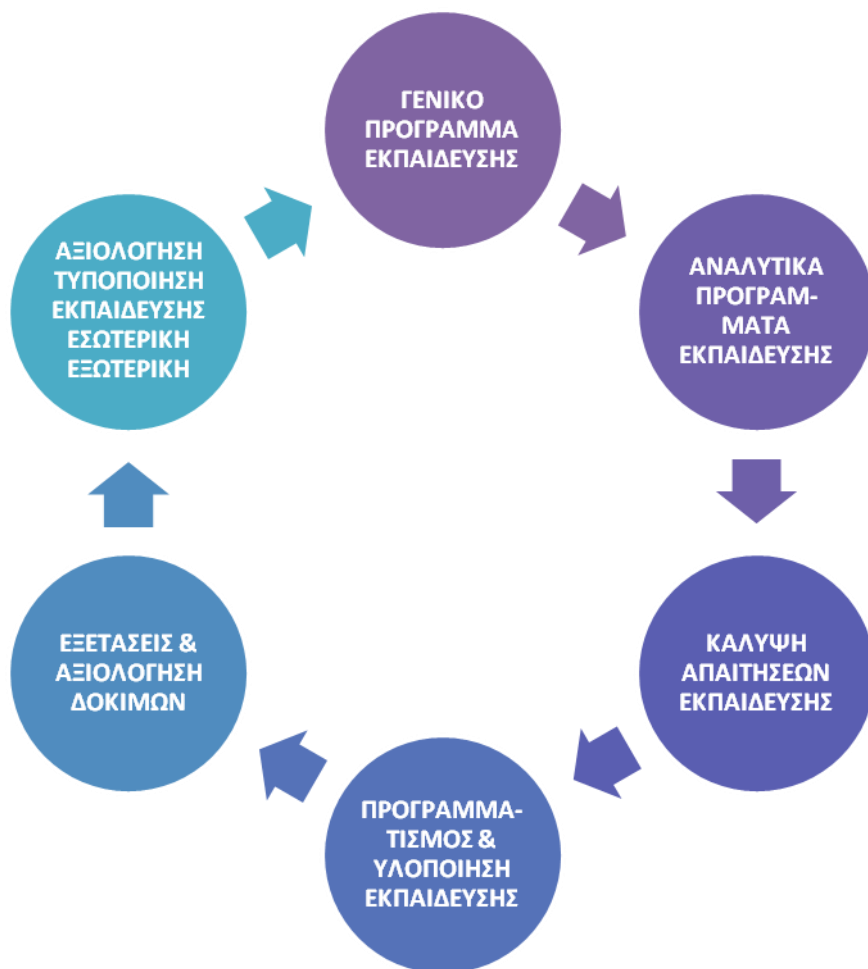 ΓΕΝΙΚΟ
ΠΡΟΓΡΑΜΜΑ
ΕΚΠΑΙΔΕΥΣΗΣ
ΑΝΑΛΥΤΙΚΑ
ΠΡΟΓΡΑΜ-
ΜΑΤΑ
ΕΚΠΑΙΔΕΥΣΗΣ
ΚΑΛΥΨΗ
ΑΠΑΙΤΗΣΕΩΝ
ΕΚΠΑΙΔΕΥΣΗΣ
ΠΡΟΓΡΑΜΜΑ-
ΤΙΣΜΟΣ &
ΥΛΟΠΟΙΗΣΗ
ΕΚΠΑΙΔΕΥΣΗΣ
ΕΞΕΤΑΣΕΙΣ &
ΑΞΙΟΛΟΓΗΣΗ
ΔΟΚΙΜΩΝ
ΑΞΙΟΛΟΓΗΣΗ
ΤΥΠΟΠΟΙΗΣΗ
ΕΚΠΑΙΔΕΥΣΗΣ
ΕΣΩΤΕΡΙΚΗ
ΕΞΩΤΕΡΙΚΗ